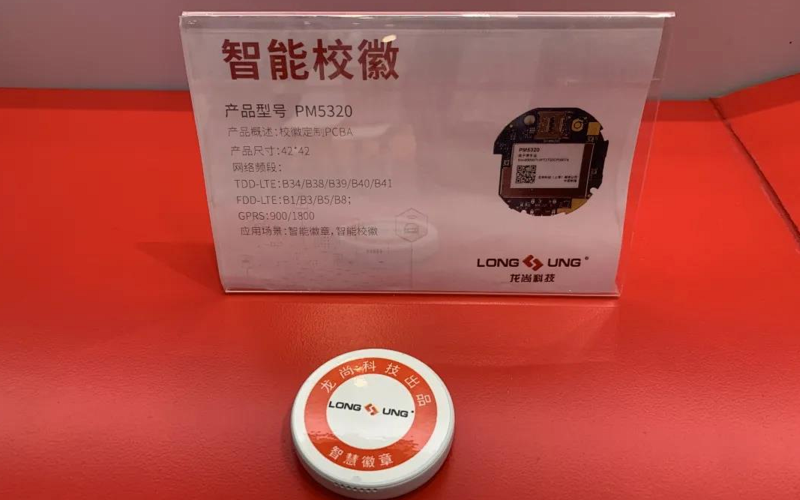 智能校徽
产品型号 PM5320
产品概述:校徽定制PCBA
产品尺寸:42*42
网络频段:
TDD-LTE:B34/B38/B39/B40/B41
FDD-LTE:B1/B3/B5/B8;
GPRS:900/1800
应用场景:智能徽章,智能校徽
PM5320
LONG UNG
龙尚科技
龙尚科技出品
LONG UNG
智慧徽章